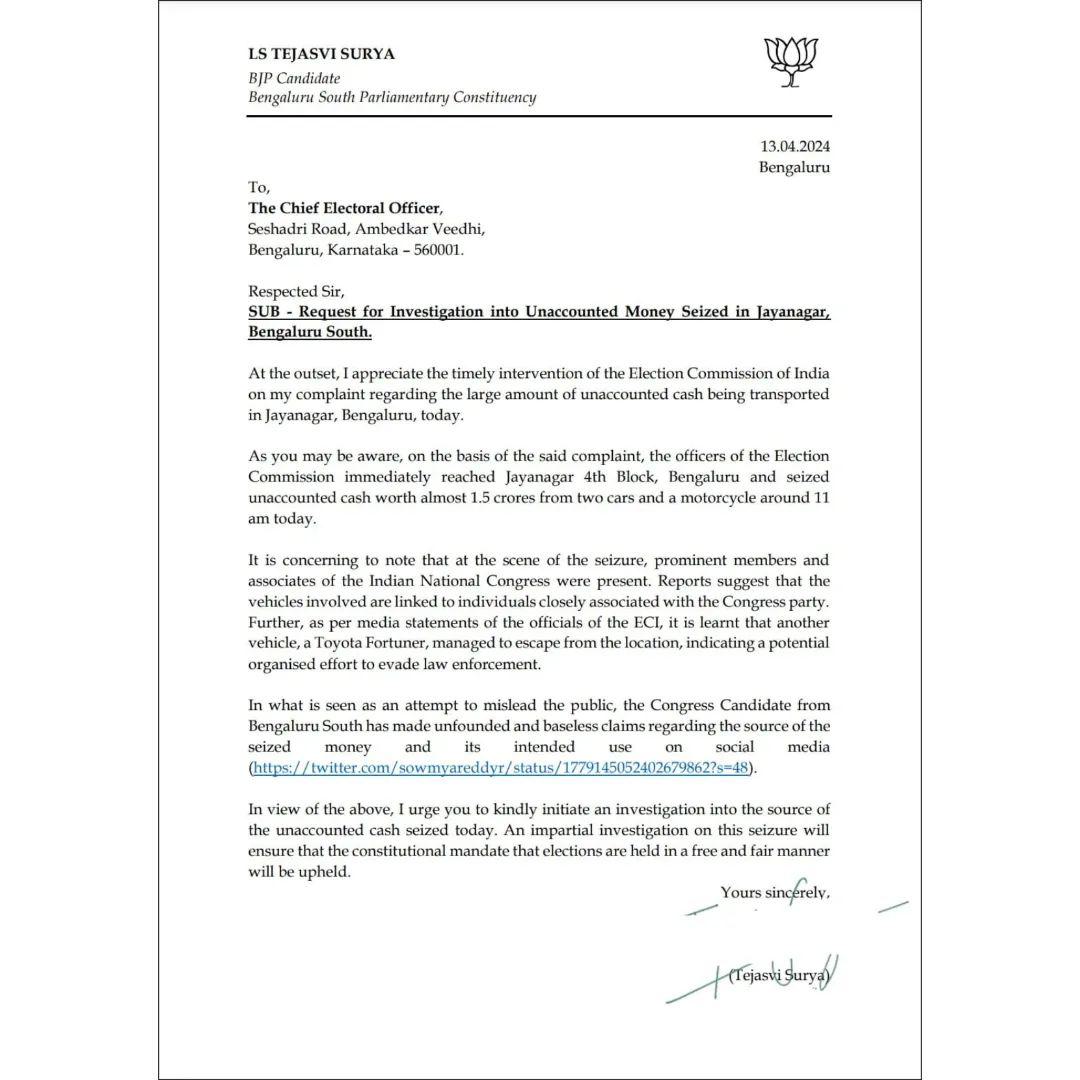 LS TEJASVI SURYA
BJP Candidate
Bengaluru South Parliamentary Constituency
13.04.2024
Bengaluru
To,
The Chief Electoral Officer,
Seshadri Road, Ambedkar Veedhi,
Bengaluru, Karnataka – 560001.
Respected Sir,
SUB - Request for Investigation into Unaccounted Money Seized in Jayanagar,
Bengaluru South.
At the outset, I appreciate the timely intervention of the Election Commission of India
on my complaint regarding the large amount of unaccounted cash being transported
in Jayanagar, Bengaluru, today.
As you may be aware, on the basis of the said complaint, the officers of the Election
Commission immediately reached Jayanagar 4th Block, Bengaluru and seized
unaccounted cash worth almost 1.5 crores from two cars and a motorcycle around 11
am today.
It is concerning to note that at the scene of the seizure, prominent members and
associates of the Indian National Congress were present. Reports suggest that the
vehicles involved are linked to individuals closely associated with the Congress party.
Further, as per media statements of the officials of the ECI, it is learnt that another
vehicle, a Toyota Fortuner, managed to escape from the location, indicating a potential
organised effort to evade law enforcement.
In what is seen as an attempt to mislead the public, the Congress Candidate from
Bengaluru South has made unfounded and baseless claims regarding the source of the
seized money and its intended use on social media
(https://twitter.com/sowmyareddyr/status/1779145052402679862?s=48).
In view of the above, I urge you to kindly initiate an investigation into the source of
the unaccounted cash seized today. An impartial investigation on this seizure will
ensure that the constitutional mandate that elections are held in a free and fair manner
will be upheld.
Yours sincerely,
(Tejasvi Surya)